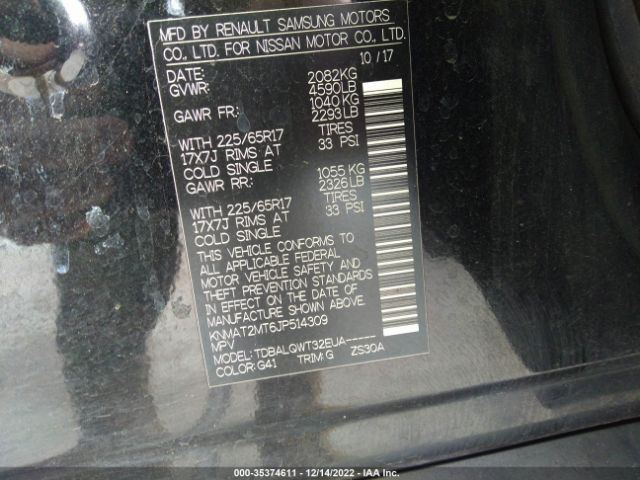 MFD BY RENAULT SAMSUNG MOTORS
CO., LTD. FOR NISSAN MOTOR CO., LTD.
DATE: 10/17
GVWR: 2082KG
4590LB
GAWR FR: 1040KG
2293LB
WITH 225/65R17 TIRES
17X7J RIMS AT 33 PSI
COLD SINGLE
GAWR RR: 1055 KG
2326LB
WITH 225/65R17 TIRES
17X7J RIMS AT 33 PSI
COLD SINGLE
THIS VEHICLE CONFORMS TO
ALL APPLICABLE FEDERAL
MOTOR VEHICLE SAFETY AND
THEFT PREVENTION STANDARDS
IN EFFECT ON THE DATE OF
MANUFACTURE SHOWN ABOVE.
KNMAT2MT6JP514309
MPV
MODEL: TDBALQWT32EUA-----
COLOR: G41 TRIM: G ZS30A
000-35374611 - 12/14/2022 - IAA Inc.